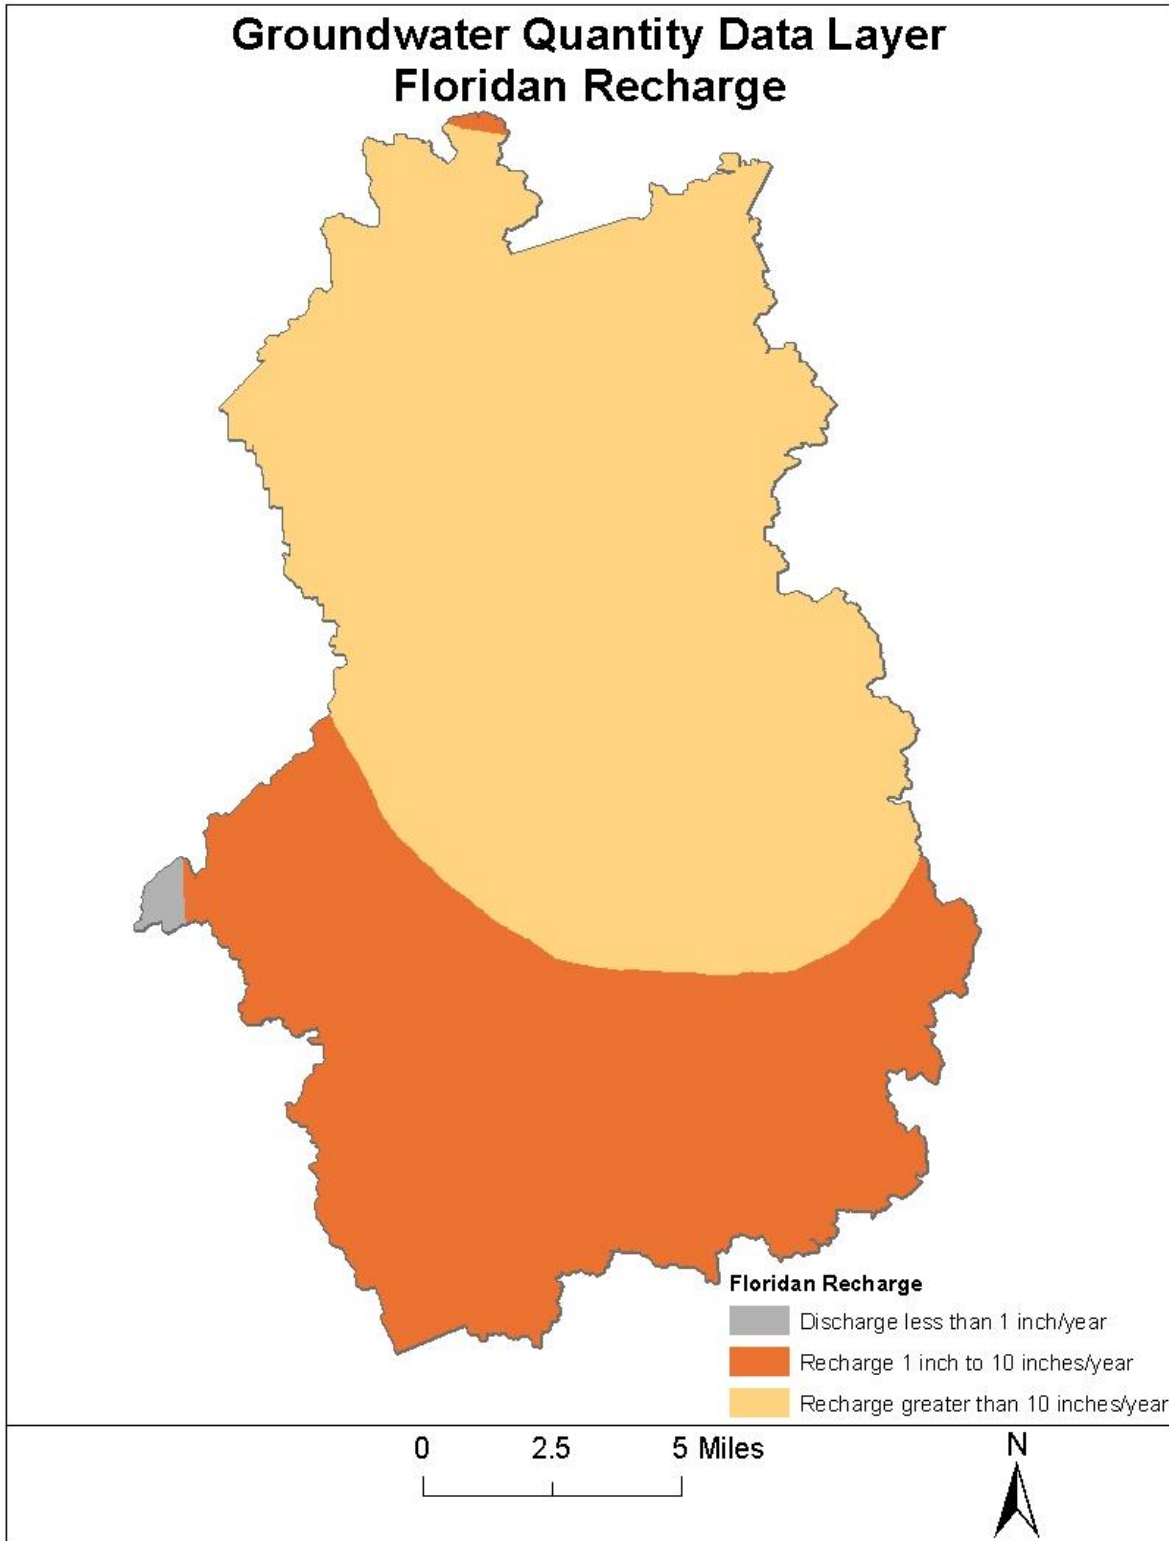 Groundwater Quantity Data Layer
Floridan Recharge
Floridan Recharge
Discharge less than 1 inch/year
Recharge 1 inch to 10 inches/year
Recharge greater than 10 inches/year
0 2.5 5 Miles
N